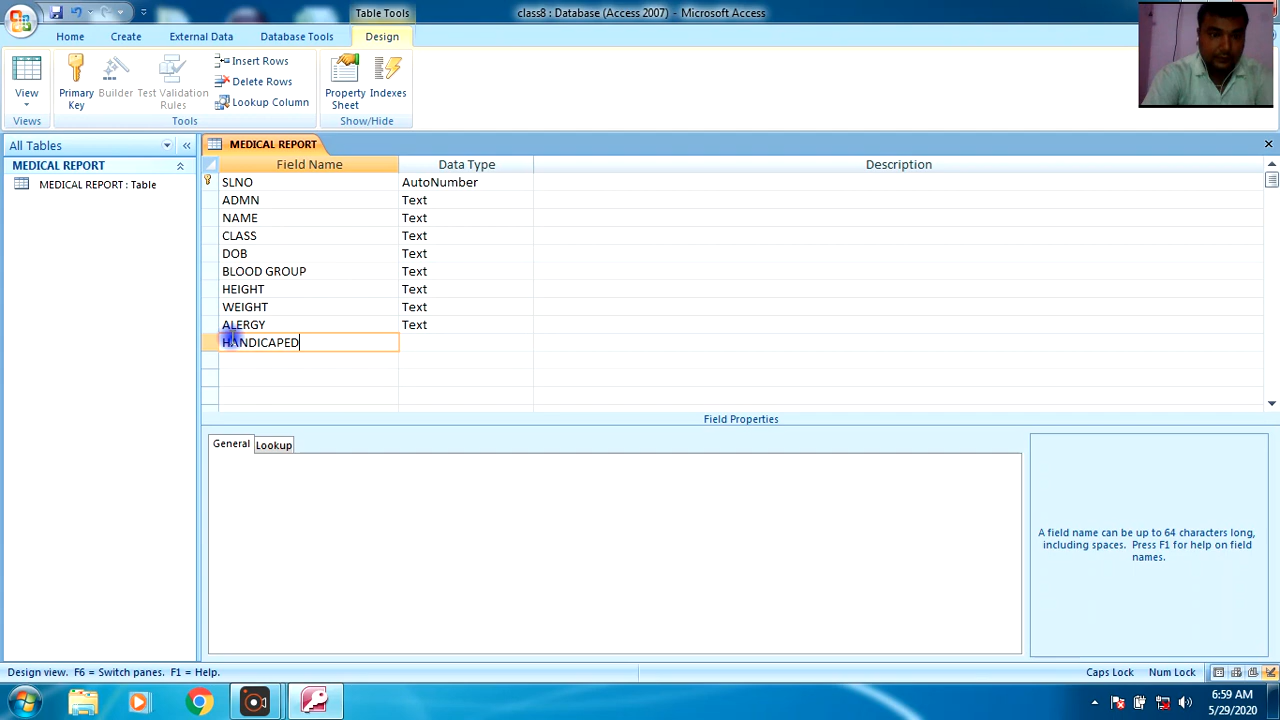 Table Tools
class8 : Database (Access 2007) - Microsoft Access
Home Create External Data Database Tools Design
View
Views
Primary Key
Builder
Test Validation Rules
Insert Rows
Delete Rows
Lookup Column
Tools
Property Sheet
Indexes
Show/Hide
All Tables
MEDICAL REPORT
MEDICAL REPORT : Table
MEDICAL REPORT
Field Name Data Type Description
SLNO AutoNumber
ADMN Text
NAME Text
CLASS Text
DOB Text
BLOOD GROUP Text
HEIGHT Text
WEIGHT Text
ALERGY Text
HANDICAPED
Field Properties
General Lookup
A field name can be up to 64 characters long,
including spaces. Press F1 for help on field
names.
Design view. F6 = Switch panes. F1 = Help.
Caps Lock Num Lock
6:59 AM
5/29/2020